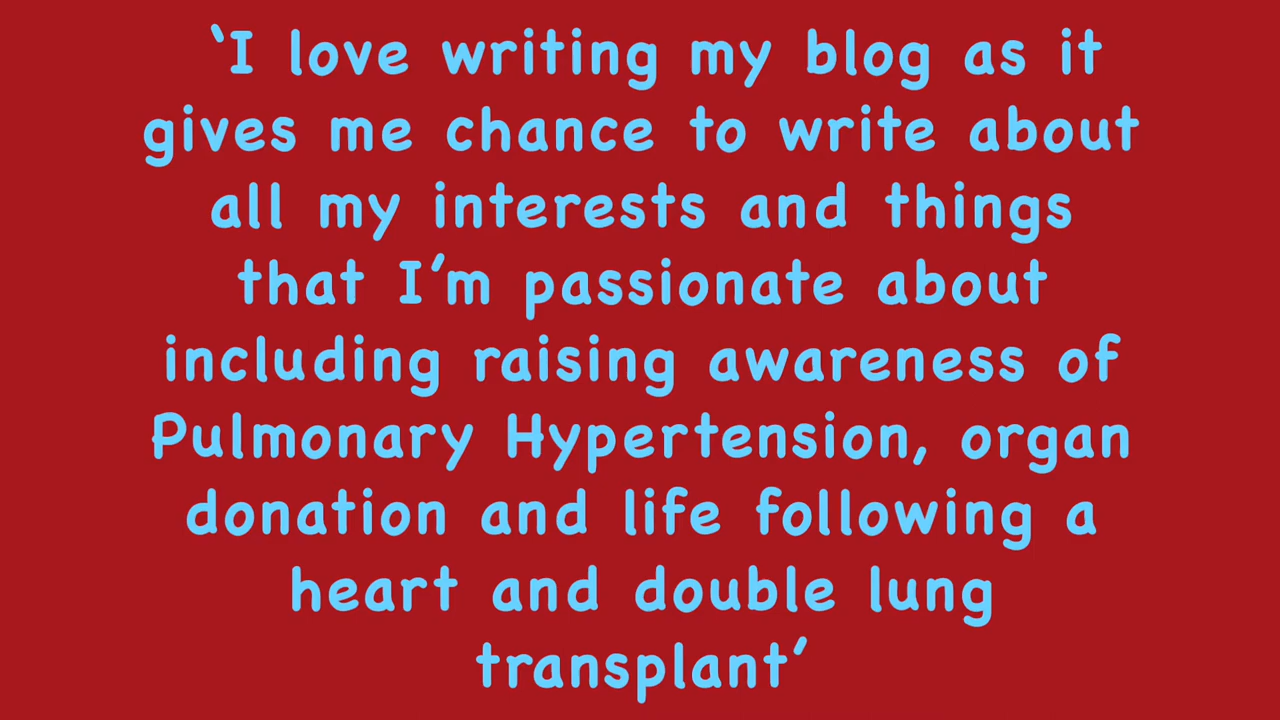 ‘I love writing my blog as it
gives me chance to write about
all my interests and things
that I’m passionate about
including raising awareness of
Pulmonary Hypertension, organ
donation and life following a
heart and double lung
transplant’